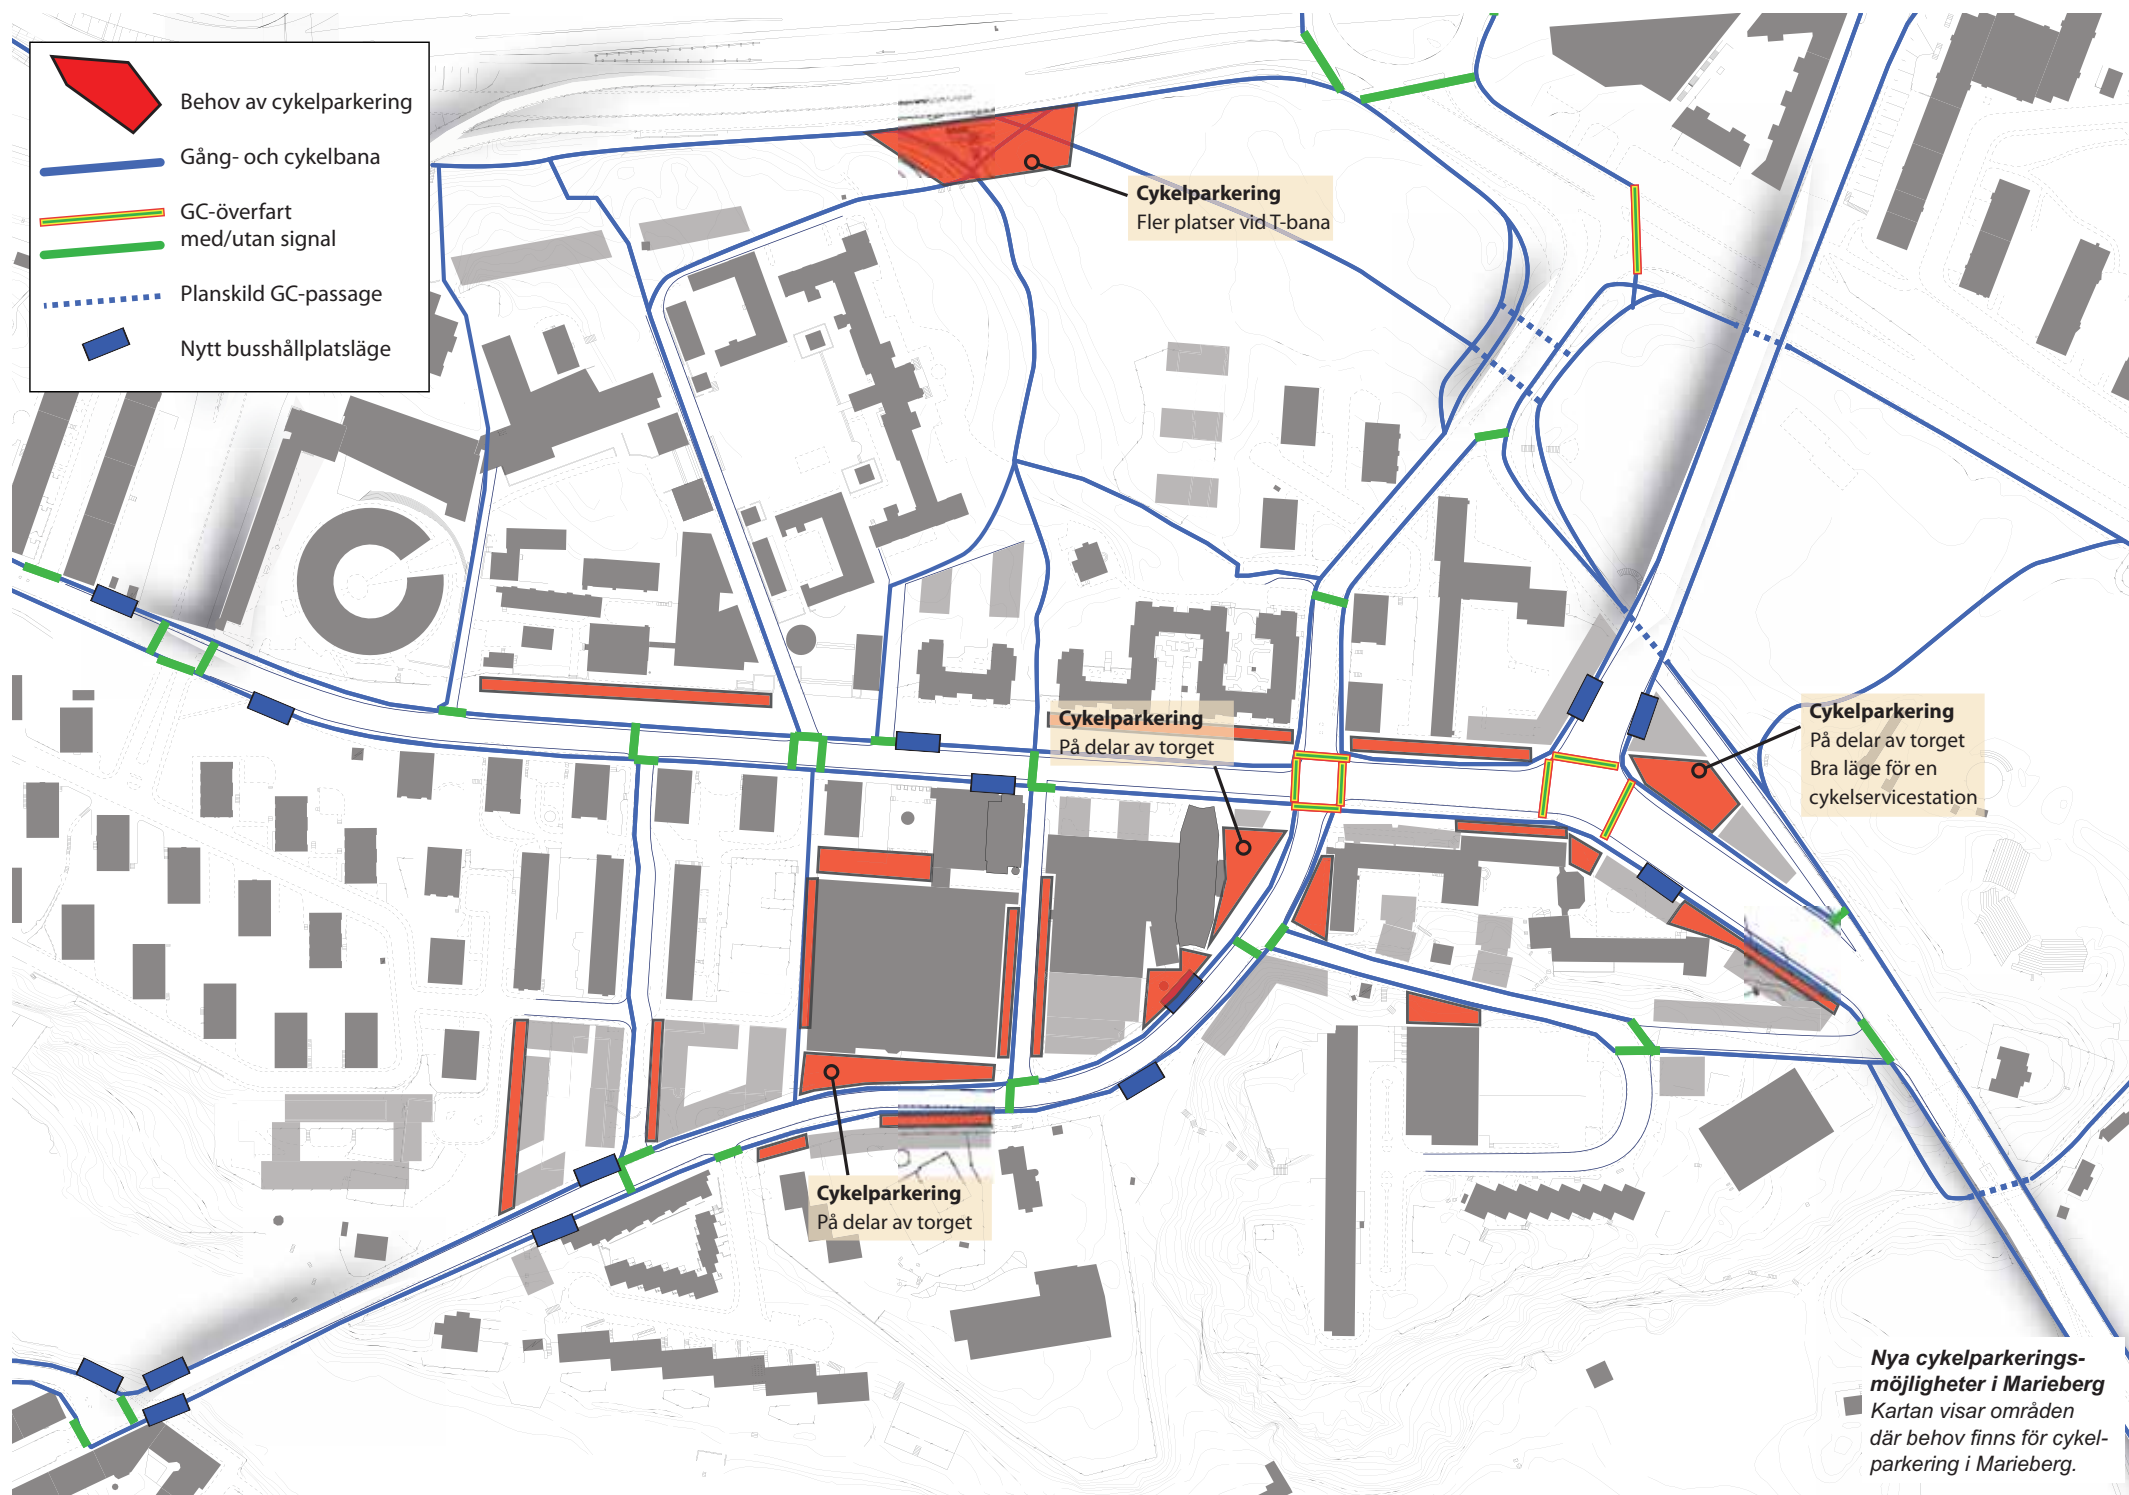 Behov av cykelparkering
Gång- och cykelbana
GC-överfart
med/utan signal
Planskild GC-passage
Nytt busshållplatsläge
Cykelparkering
Fler platser vid T-bana
Cykelparkering
På delar av torget
Cykelparkering
På delar av torget
Bra läge för en
cykelservicestation
Cykelparkering
På delar av torget
Nya cykelparkerings-
möjligheter i Marieberg
Kartan visar områden
där behov finns för cykel-
parkering i Marieberg.